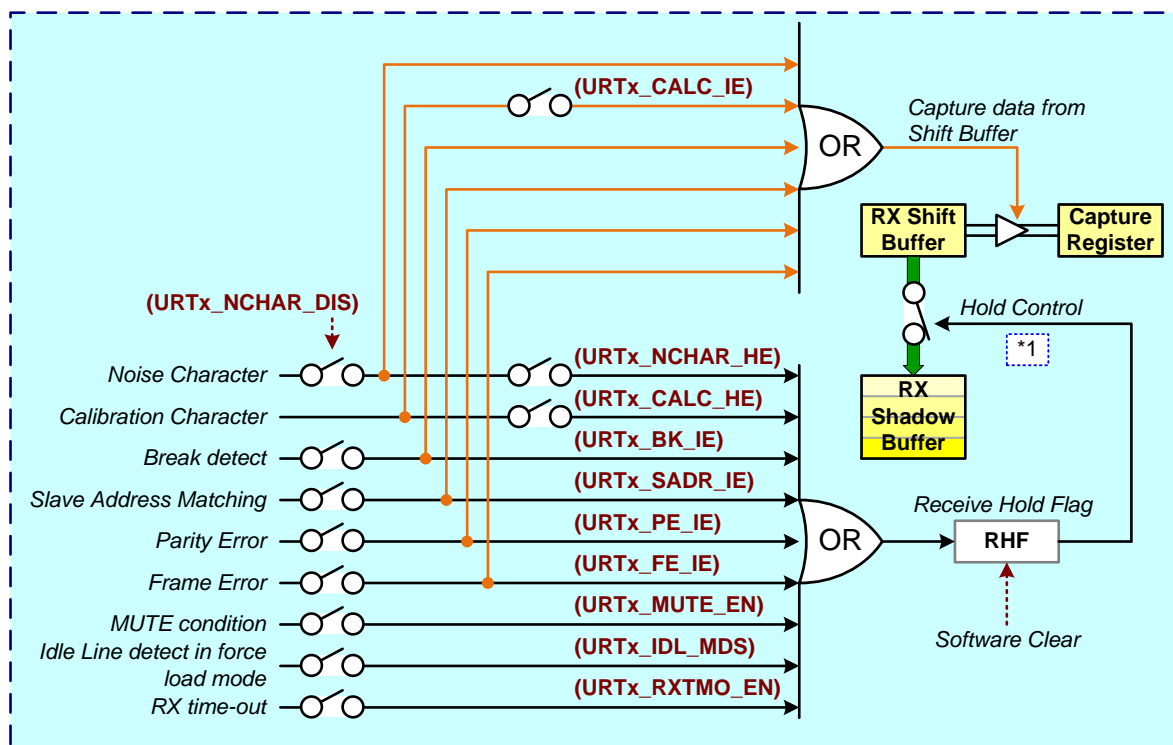 (URTx_CALC_IE)
OR
Capture data from
Shift Buffer
RX Shift
Buffer
Capture
Register
(URTx_NCHAR_DIS)
Hold Control
*1
Noise Character
(URTx_NCHAR_HE)
RX
Shadow
Buffer
Calibration Character
(URTx_CALC_HE)
Break detect
(URTx_BK_IE)
Slave Address Matching
(URTx_SADR_IE)
Parity Error
(URTx_PE_IE)
OR
Receive Hold Flag
RHF
Frame Error
(URTx_FE_IE)
MUTE condition
(URTx_MUTE_EN)
Software Clear
Idle Line detect in force
load mode
(URTx_IDL_MDS)
RX time-out
(URTx_RXTMO_EN)